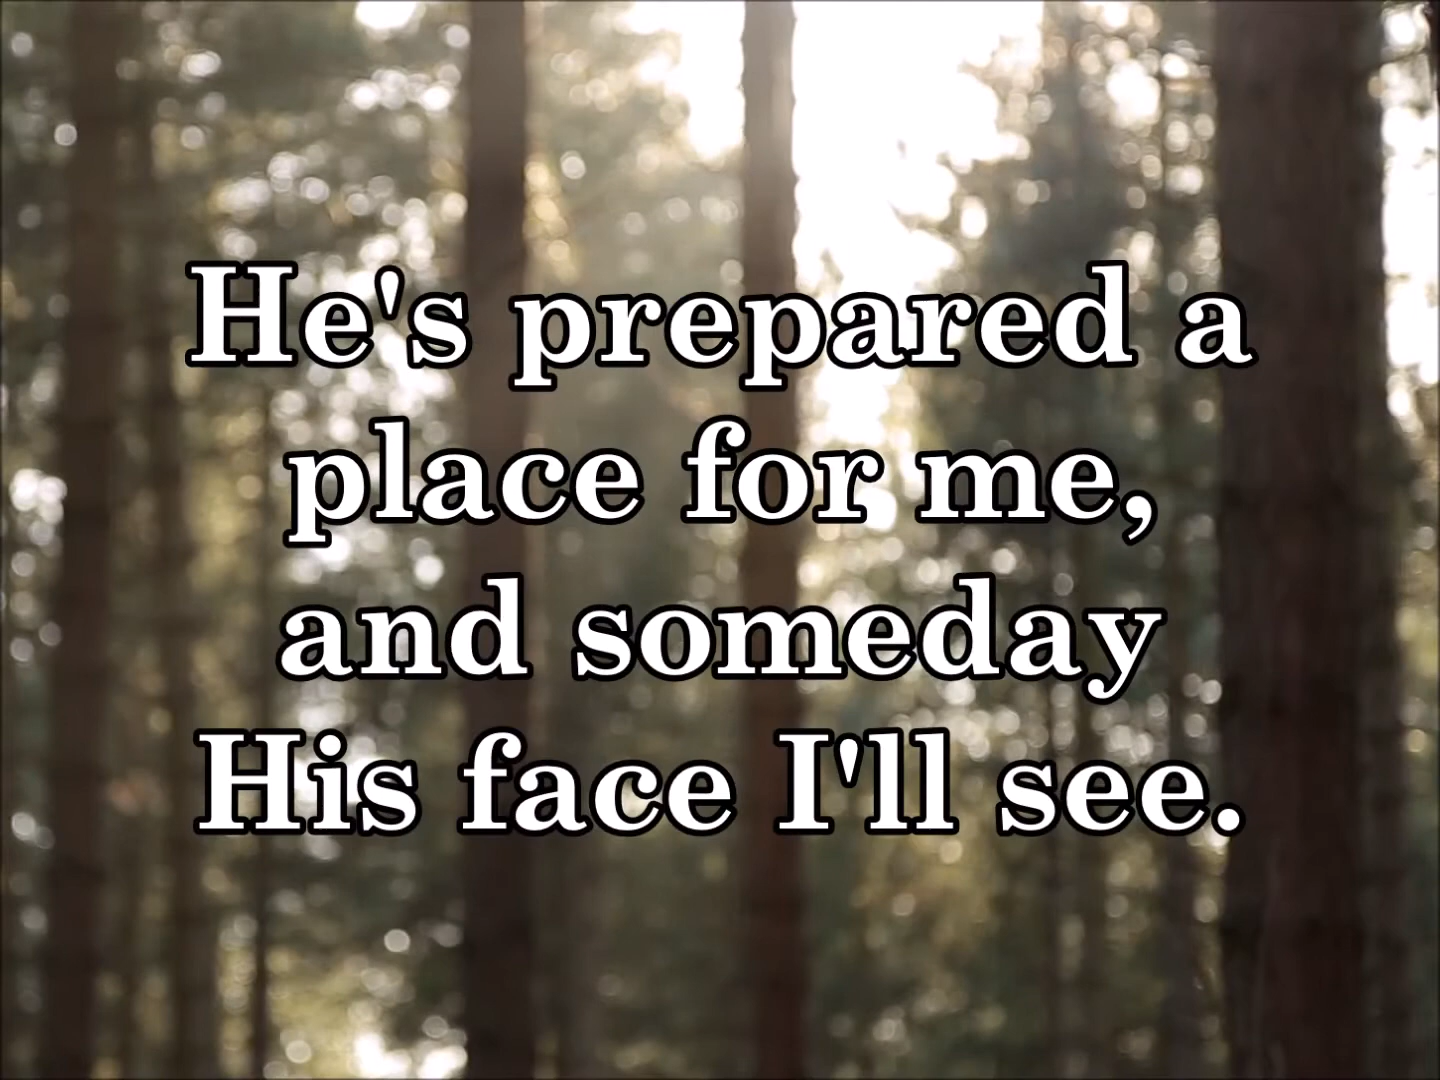 He's prepared a
place for me,
and someday
His face I'll see.